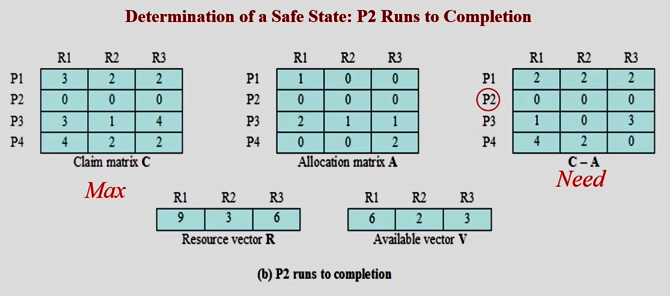 Determination of a Safe State: P2 Runs to Completion
R1 R2 R3
P1 3 2 2
P2 0 0 0
P3 3 1 4
P4 4 2 2
Claim matrix C
Max
R1 R2 R3
P1 1 0 0
P2 0 0 0
P3 2 1 1
P4 0 0 2
Allocation matrix A
R1 R2 R3
P1 2 2 2
P2 0 0 0
P3 1 0 3
P4 4 2 0
C – A
Need
R1 R2 R3
9 3 6
Resource vector R
R1 R2 R3
6 2 3
Available vector V
(b) P2 runs to completion